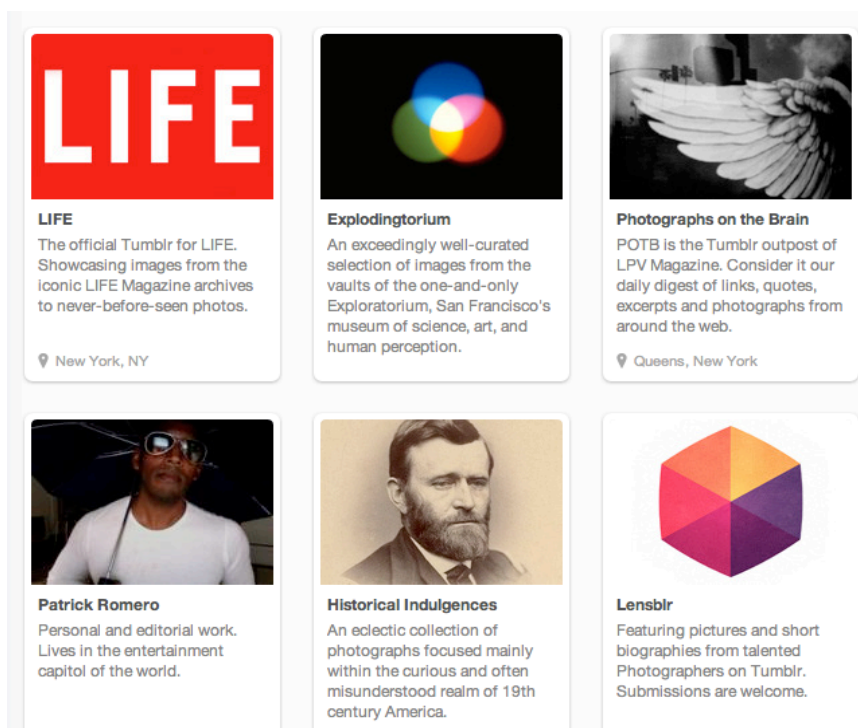 LIFE
LIFE
The official Tumblr for LIFE.
Showcasing images from the
iconic LIFE Magazine archives
to never-before-seen photos.
New York, NY
Explodingtorium
An exceedingly well-curated
selection of images from the
vaults of the one-and-only
Exploratorium, San Francisco's
museum of science, art, and
human perception.
Photographs on the Brain
POTB is the Tumblr outpost of
LPV Magazine. Consider it our
daily digest of links, quotes,
excerpts and photographs from
around the web.
Queens, New York
Patrick Romero
Personal and editorial work.
Lives in the entertainment
capitol of the world.
Historical Indulgences
An eclectic collection of
photographs focused mainly
within the curious and often
misunderstood realm of 19th
century America.
Lensblr
Featuring pictures and short
biographies from talented
Photographers on Tumblr.
Submissions are welcome.